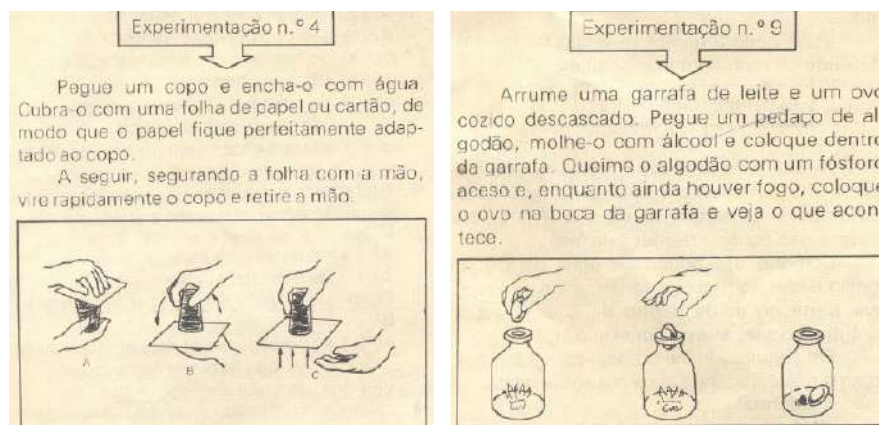 Experimentação n.º 4
Pegue um copo e encha-o com água.
Cubra-o com uma folha de papel ou cartão, de
modo que o papel fique perfeitamente adap-
tado ao copo.
A seguir, segurando a folha com a mão,
vire rapidamente o copo e retire a mão.
A
B
C
Experimentação n.º 9
Arrume uma garrafa de leite e um ovo
cozido descascado. Pegue um pedaço de al
godão, molhe-o com álcool e coloque dentro
da garrafa. Queime o algodão com um fósforo
aceso e, enquanto ainda houver fogo, coloque
o ovo na boca da garrafa e veja o que acon
tece.